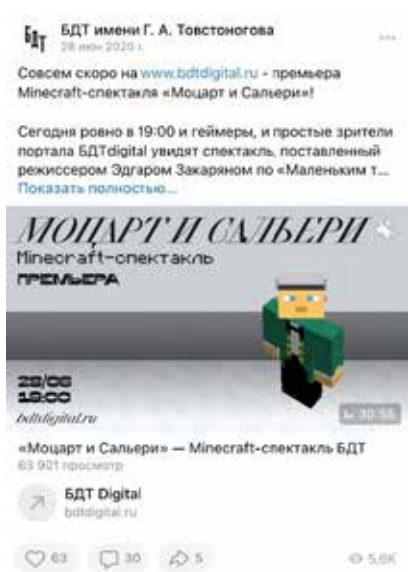 БДТ
БДТ имени Г. А. Товстоногова
28 июн 2020 г.
Совсем скоро на www.bdtdigital.ru - премьера
Minecraft-спектакля «Моцарт и Сальери»!
Сегодня ровно в 19:00 и геймеры, и простые зрители
портала БДТdigital увидят спектакль, поставленный
режиссером Эдгаром Закаряном по «Маленьким т...
Показать полностью...
МОЦАРТ И САЛЬЕРИ
Minecraft-спектакль
ПРЕМЬЕРА
28/06
19:00
bdtdigital.ru
30:55
«Моцарт и Сальери» — Minecraft-спектакль БДТ
63 901 просмотр
БДТ Digital
bdtdigital.ru
63 30 5 5,6K